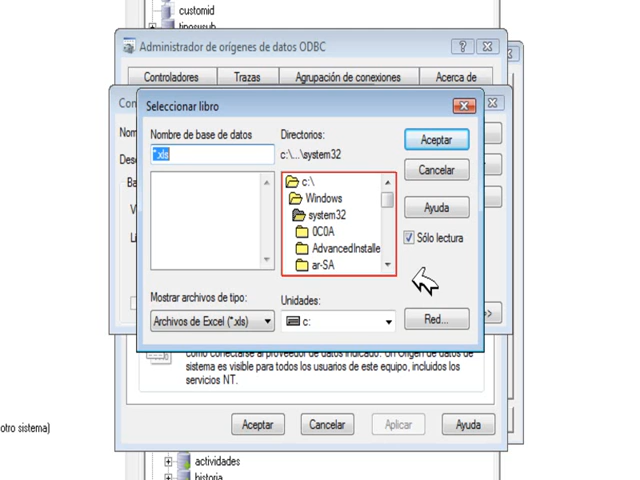 customid
tiposusub
Administrador de orígenes de datos ODBC
Controladores
Trazas
Agrupación de conexiones
Acerca de
Seleccionar libro
Nombre de base de datos
Directorios:
Aceptar
*.xls
c:\...\system32
Cancelar
c:\
Windows
system32
0C0A
AdvancedInstalle
ar-SA
Ayuda
Sólo lectura
Mostrar archivos de tipo:
Unidades:
Archivos de Excel (*.xls)
c:
Red...
>>
como conectarse al proveedor de datos indicado. Un Origen de datos de
sistema es visible para todos los usuarios de este equipo, incluidos los
servicios NT.
Aceptar
Cancelar
Aplicar
Ayuda
otro sistema)
actividades
historia